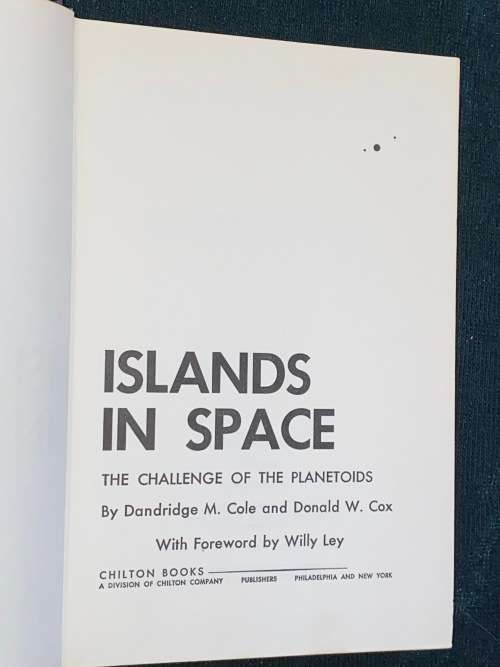 ISLANDS
IN SPACE
THE CHALLENGE OF THE PLANETOIDS
By Dandridge M. Cole and Donald W. Cox
With Foreword by Willy Ley
CHILTON BOOKS
A DIVISION OF CHILTON COMPANY PUBLISHERS PHILADELPHIA AND NEW YORK